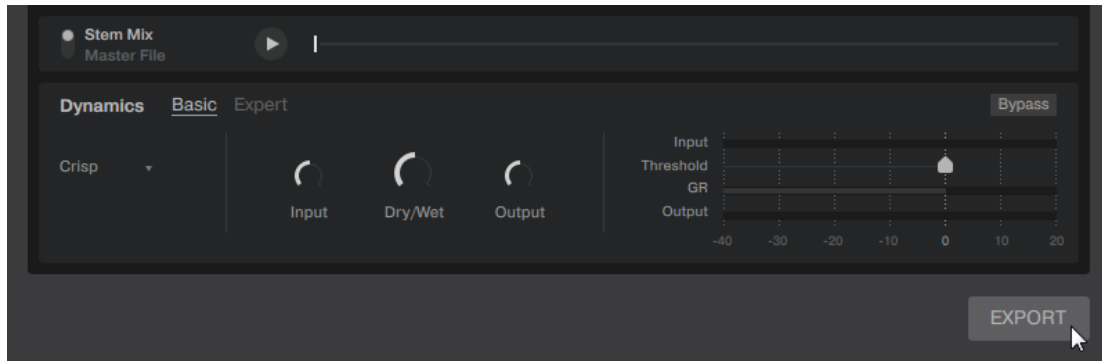 Stem Mix
Master File
Dynamics Basic Expert
Bypass
Crisp
Input
Dry/Wet
Output
Input
Threshold
GR
Output
-40 -30 -20 -10 0 10 20
EXPORT